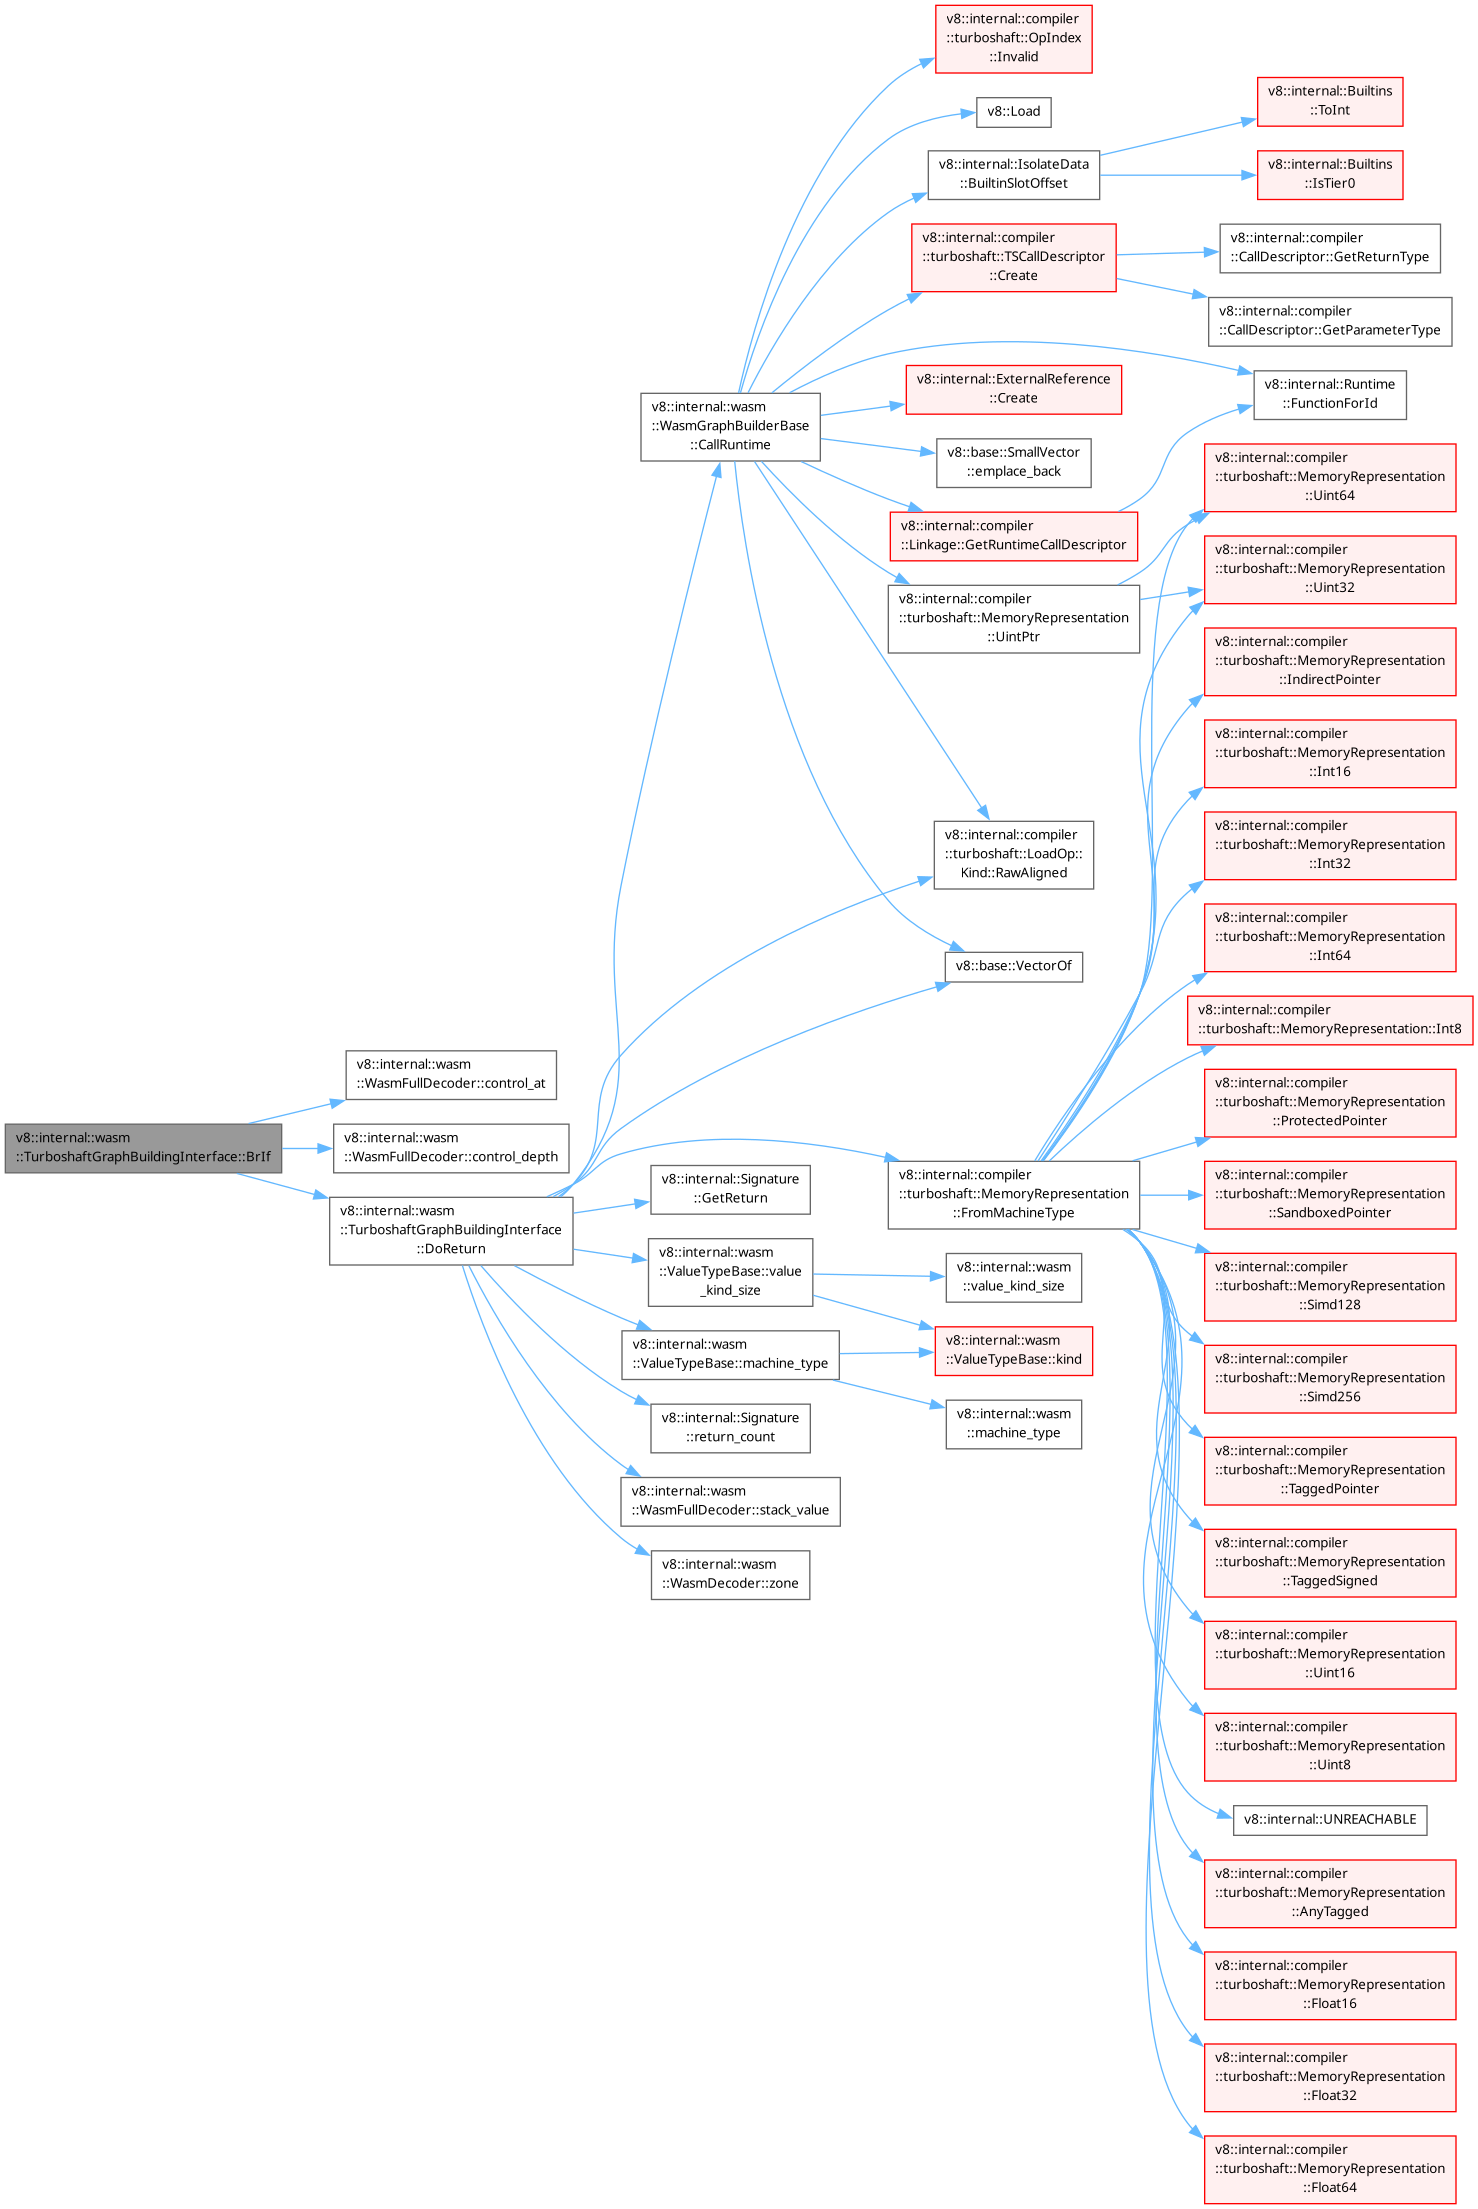 v8::internal::wasm
::TurboshaftGraphBuildingInterface::BrIf
v8::internal::wasm
::WasmFullDecoder::control_at
v8::internal::wasm
::WasmFullDecoder::control_depth
v8::internal::wasm
::TurboshaftGraphBuildingInterface
::DoReturn
v8::internal::wasm
::WasmGraphBuilderBase
::CallRuntime
v8::internal::Signature
::GetReturn
v8::internal::wasm
::ValueTypeBase::value
_kind_size
v8::internal::wasm
::ValueTypeBase::machine_type
v8::internal::Signature
::return_count
v8::internal::wasm
::WasmFullDecoder::stack_value
v8::internal::wasm
::WasmDecoder::zone
v8::internal::compiler
::turboshaft::OpIndex
::Invalid
v8::Load
v8::internal::IsolateData
::BuiltinSlotOffset
v8::internal::compiler
::turboshaft::TSCallDescriptor
::Create
v8::internal::ExternalReference
::Create
v8::base::SmallVector
::emplace_back
v8::internal::compiler
::Linkage::GetRuntimeCallDescriptor
v8::internal::compiler
::turboshaft::MemoryRepresentation
::UintPtr
v8::internal::compiler
::turboshaft::LoadOp::
Kind::RawAligned
v8::base::VectorOf
v8::internal::compiler
::turboshaft::MemoryRepresentation
::FromMachineType
v8::internal::wasm
::value_kind_size
v8::internal::wasm
::ValueTypeBase::kind
v8::internal::wasm
::machine_type
v8::internal::Builtins
::ToInt
v8::internal::Builtins
::IsTier0
v8::internal::compiler
::CallDescriptor::GetReturnType
v8::internal::compiler
::CallDescriptor::GetParameterType
v8::internal::Runtime
::FunctionForId
v8::internal::compiler
::turboshaft::MemoryRepresentation
::Uint64
v8::internal::compiler
::turboshaft::MemoryRepresentation
::Uint32
v8::internal::compiler
::turboshaft::MemoryRepresentation
::IndirectPointer
v8::internal::compiler
::turboshaft::MemoryRepresentation
::Int16
v8::internal::compiler
::turboshaft::MemoryRepresentation
::Int32
v8::internal::compiler
::turboshaft::MemoryRepresentation
::Int64
v8::internal::compiler
::turboshaft::MemoryRepresentation::Int8
v8::internal::compiler
::turboshaft::MemoryRepresentation
::ProtectedPointer
v8::internal::compiler
::turboshaft::MemoryRepresentation
::SandboxedPointer
v8::internal::compiler
::turboshaft::MemoryRepresentation
::Simd128
v8::internal::compiler
::turboshaft::MemoryRepresentation
::Simd256
v8::internal::compiler
::turboshaft::MemoryRepresentation
::TaggedPointer
v8::internal::compiler
::turboshaft::MemoryRepresentation
::TaggedSigned
v8::internal::compiler
::turboshaft::MemoryRepresentation
::Uint16
v8::internal::compiler
::turboshaft::MemoryRepresentation
::Uint8
v8::internal::UNREACHABLE
v8::internal::compiler
::turboshaft::MemoryRepresentation
::AnyTagged
v8::internal::compiler
::turboshaft::MemoryRepresentation
::Float16
v8::internal::compiler
::turboshaft::MemoryRepresentation
::Float32
v8::internal::compiler
::turboshaft::MemoryRepresentation
::Float64